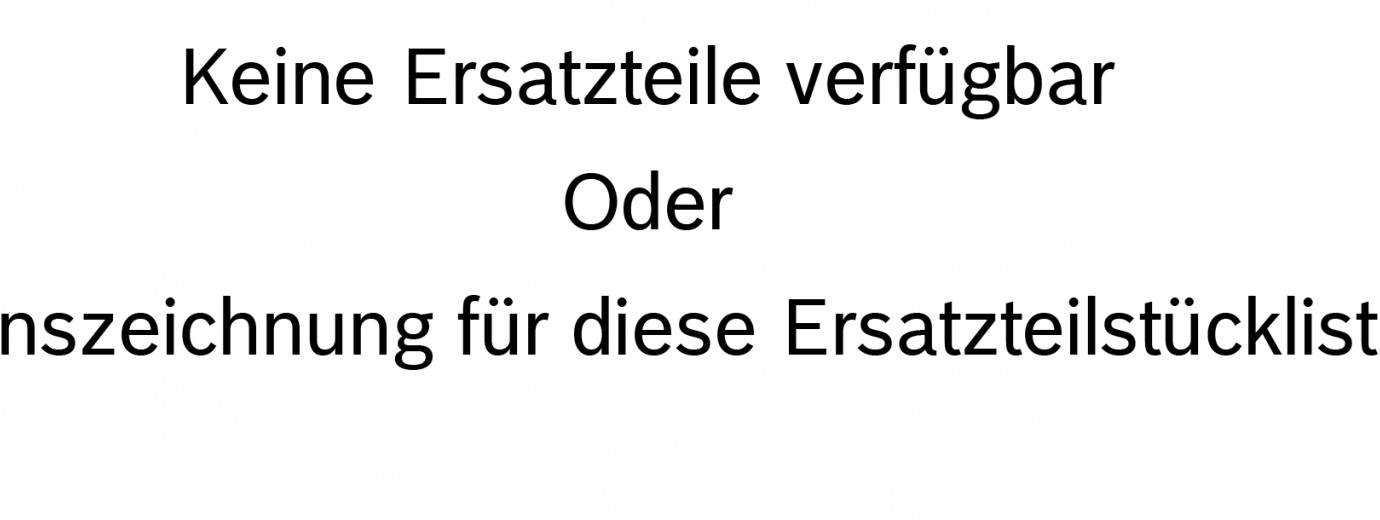 Keine Ersatzteile verfügbar
Oder
nszeichnung für diese Ersatzteilstücklist